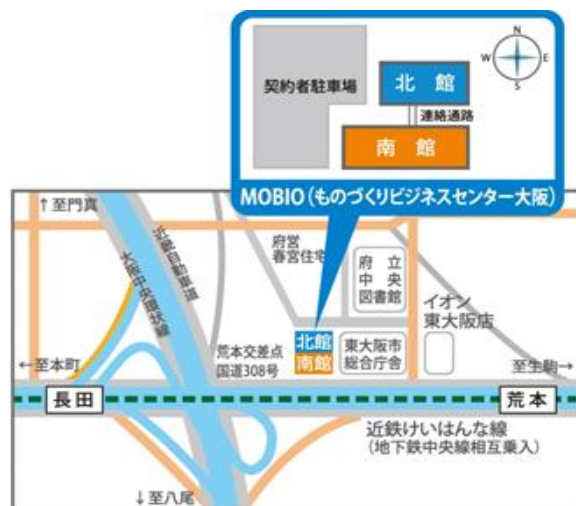 N
W E
S
契約者駐車場
北 館
連絡通路
南 館
MOBIO(ものづくりビジネスセンター大阪)
↑至門真
近畿自動車道
大阪中央環状線
府営
春宮住宅
府 立
中 央
図書館
イオン
東大阪店
荒本交差点
国道308号
北館
南館
東大阪市
総合庁舎
←至本町
至生駒→
長田
荒本
近鉄けいはんな線
(地下鉄中央線相互乗入)
↓至八尾